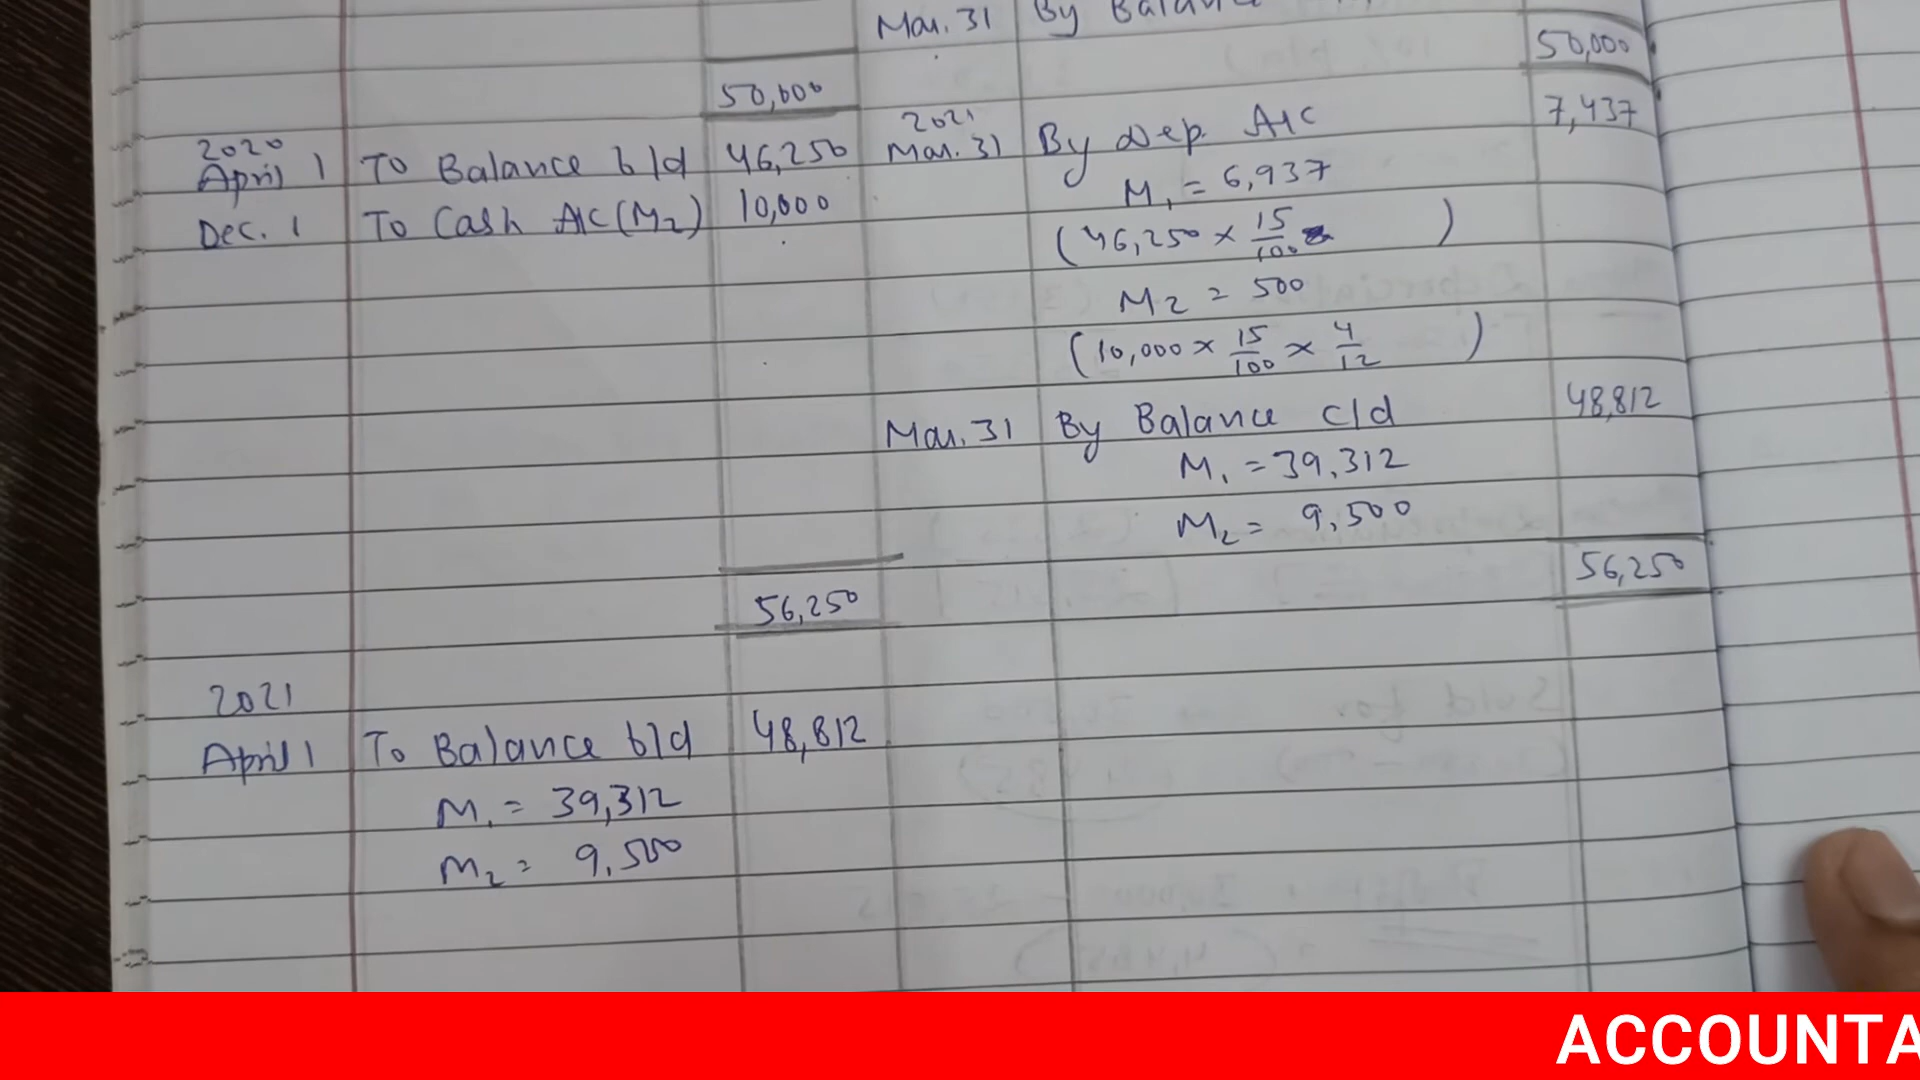 Mar. 31 By Balance
50,000
50,000
2020
April 1 To Balance b/d 46,250
Dec. 1 To Cash A/C (M2) 10,000
2021
Mar. 31 By Dep. A/C 7,437
M1 = 6,937
(46,250 × 15/100 )
M2 = 500
(10,000 × 15/100 × 4/12 )
Mar. 31 By Balance c/d 48,812
M1 = 39,312
M2 = 9,500
56,250
56,250
2021
April 1 To Balance b/d 48,812
M1 = 39,312
M2 = 9,500
ACCOUNTA